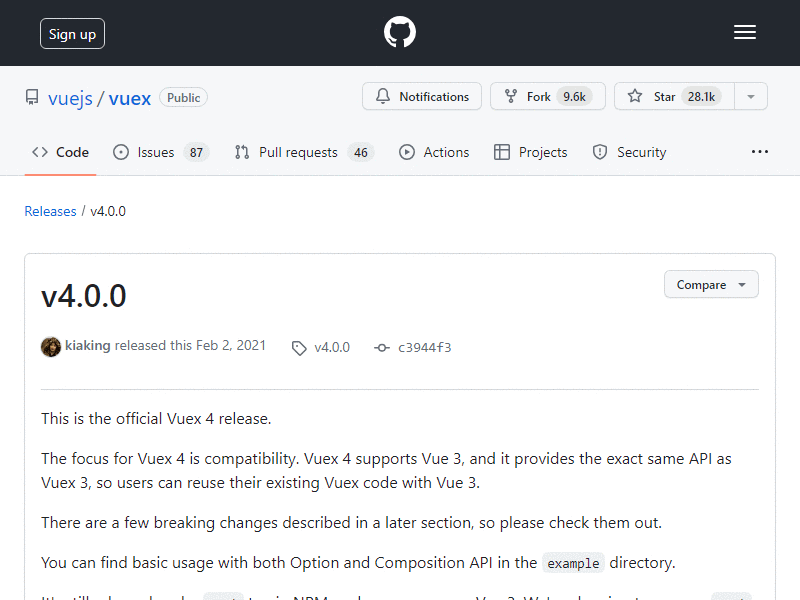 Sign up
vuejs / vuex Public
Notifications Fork 9.6k Star 28.1k
Code Issues 87 Pull requests 46 Actions Projects Security
Releases / v4.0.0
v4.0.0
Compare
kiaking released this Feb 2, 2021 v4.0.0 c3944f3
This is the official Vuex 4 release.
The focus for Vuex 4 is compatibility. Vuex 4 supports Vue 3, and it provides the exact same API as
Vuex 3, so users can reuse their existing Vuex code with Vue 3.
There are a few breaking changes described in a later section, so please check them out.
You can find basic usage with both Option and Composition API in the example directory.